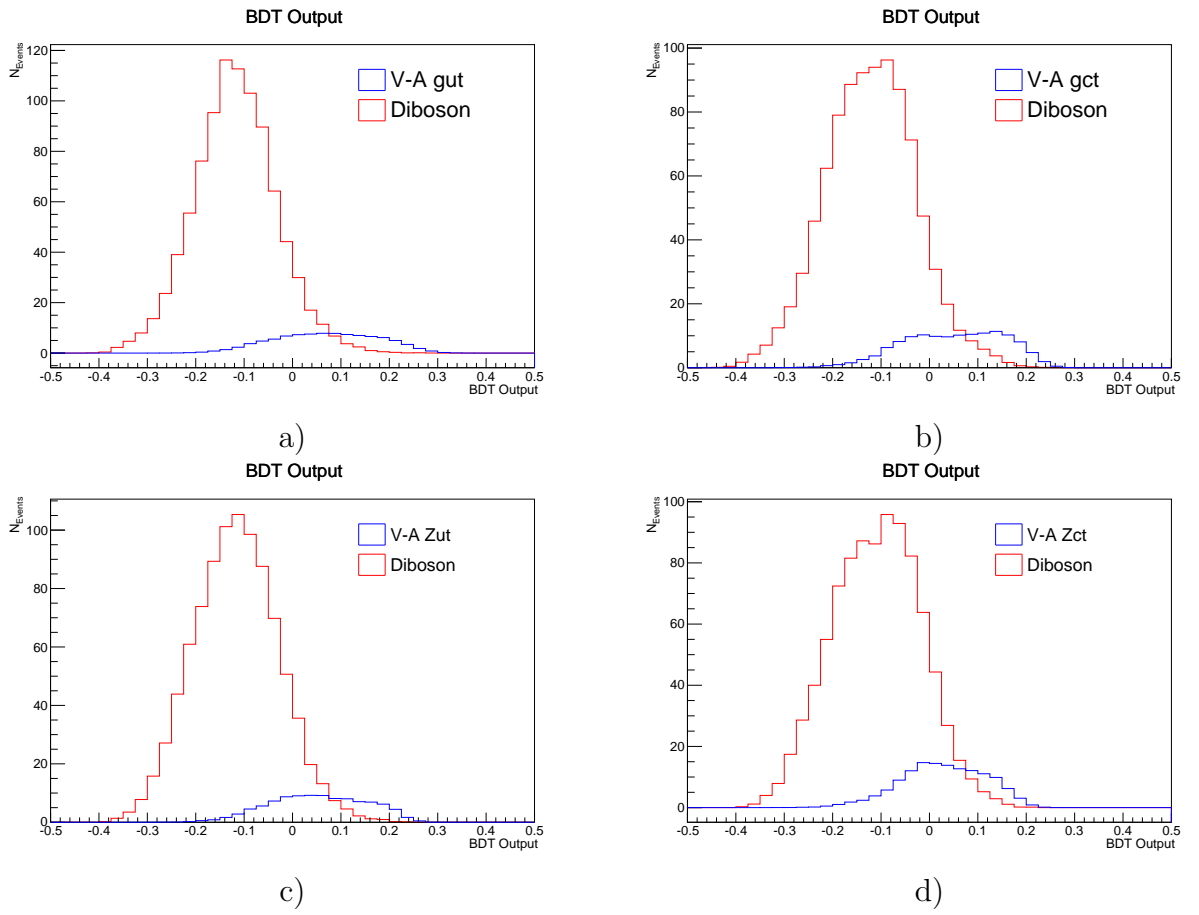 BDT Output
N_Events
120
100
80
60
40
20
0
V-A gut
Diboson
-0.5 -0.4 -0.3 -0.2 -0.1 0 0.1 0.2 0.3 0.4 0.5
BDT Output
a)
BDT Output
N_Events
100
80
60
40
20
0
V-A gct
Diboson
-0.5 -0.4 -0.3 -0.2 -0.1 0 0.1 0.2 0.3 0.4 0.5
BDT Output
b)
BDT Output
N_Events
100
80
60
40
20
0
V-A Zut
Diboson
-0.5 -0.4 -0.3 -0.2 -0.1 0 0.1 0.2 0.3 0.4 0.5
BDT Output
c)
BDT Output
N_Events
100
80
60
40
20
0
V-A Zct
Diboson
-0.5 -0.4 -0.3 -0.2 -0.1 0 0.1 0.2 0.3 0.4 0.5
BDT Output
d)